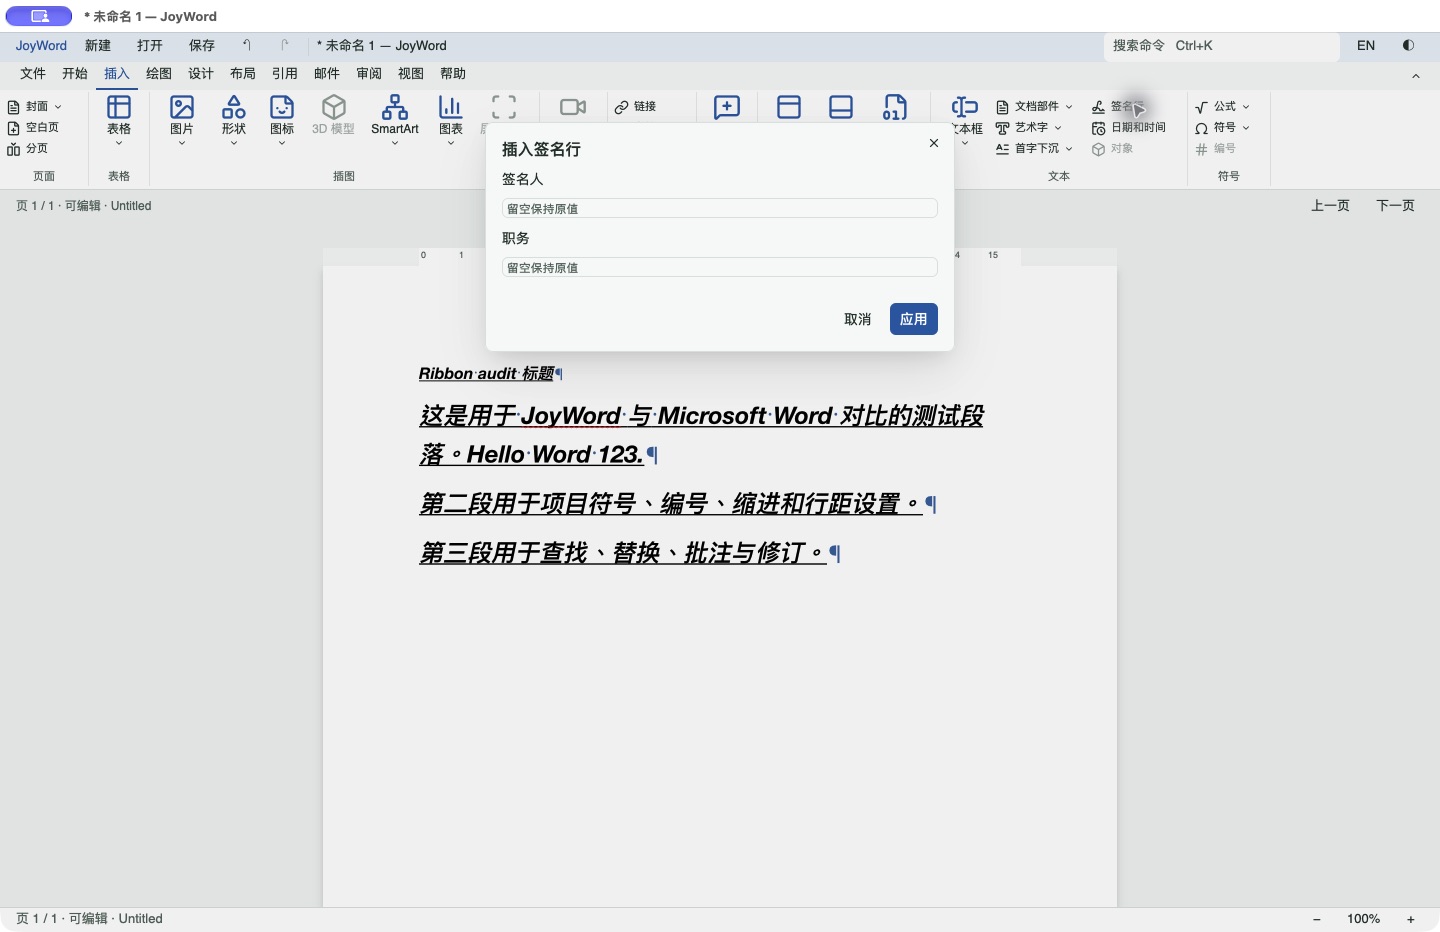 * 未命名 1 — JoyWord
JoyWord 新建 打开 保存 * 未命名 1 — JoyWord 搜索命令 Ctrl+K EN
文件 开始 插入 绘图 设计 布局 引用 邮件 审阅 视图 帮助
封面
空白页
分页
页面
表格
表格
图片 形状 图标 3D 模型 SmartArt 图表
插图
链接
文本框
文档部件
艺术字
首字下沉
签名
日期和时间
对象
文本
公式
符号
编号
符号
插入签名行
签名人
留空保持原值
职务
留空保持原值
取消 应用
页 1 / 1 · 可编辑 · Untitled 上一页 下一页
0 1 4 15
Ribbon·audit·标题¶
这是用于·JoyWord·与·Microsoft·Word·对比的测试段
落。Hello·Word·123.¶
第二段用于项目符号、编号、缩进和行距设置。¶
第三段用于查找、替换、批注与修订。¶
页 1 / 1 · 可编辑 · Untitled − 100% +